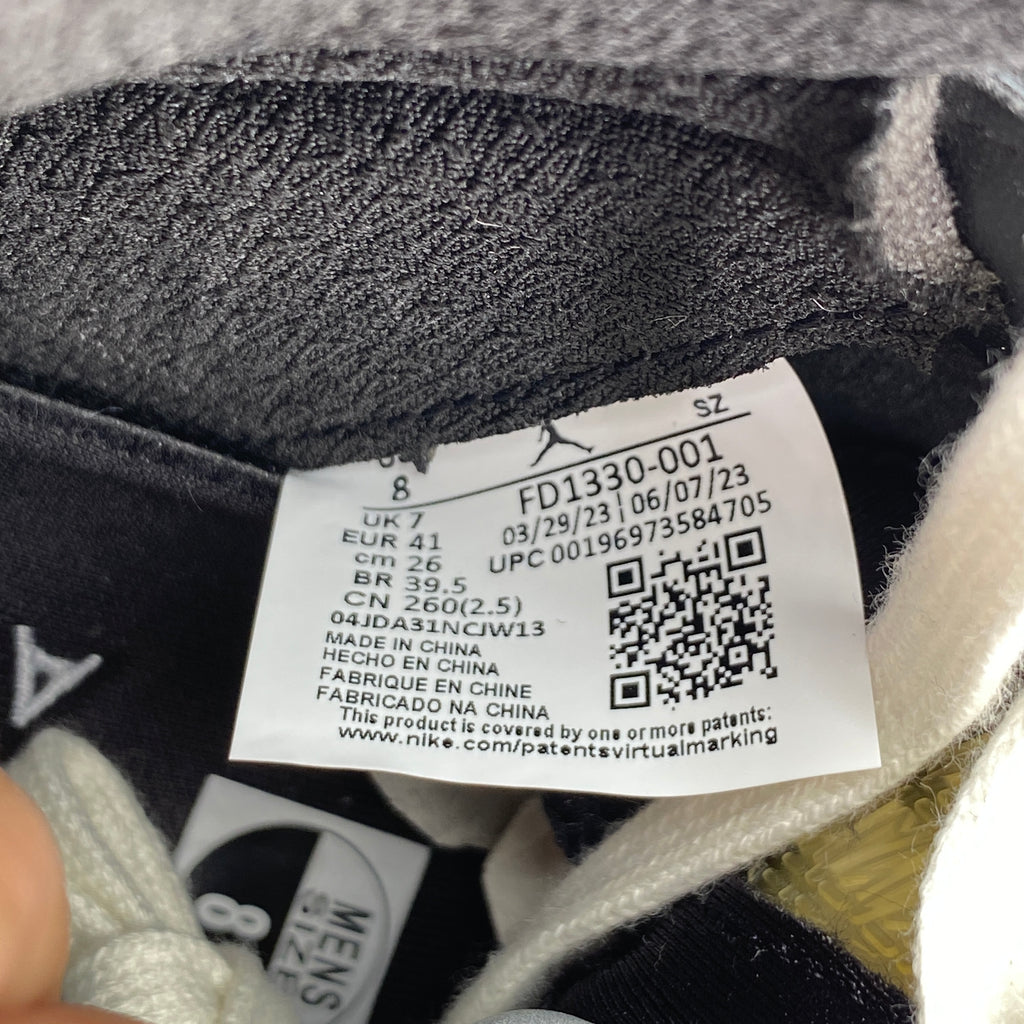 SZ
8
FD1330-001
UK 7
03/29/23 | 06/07/23
EUR 41
UPC 00196973584705
cm 26
BR 39.5
CN 260(2.5)
04JDA31NCJW13
MADE IN CHINA
HECHO EN CHINA
FABRIQUE EN CHINE
FABRICADO NA CHINA
This product is covered by one or more patents:
www.nike.com/patentsvirtualmarking
A
8
MENS
SIZE